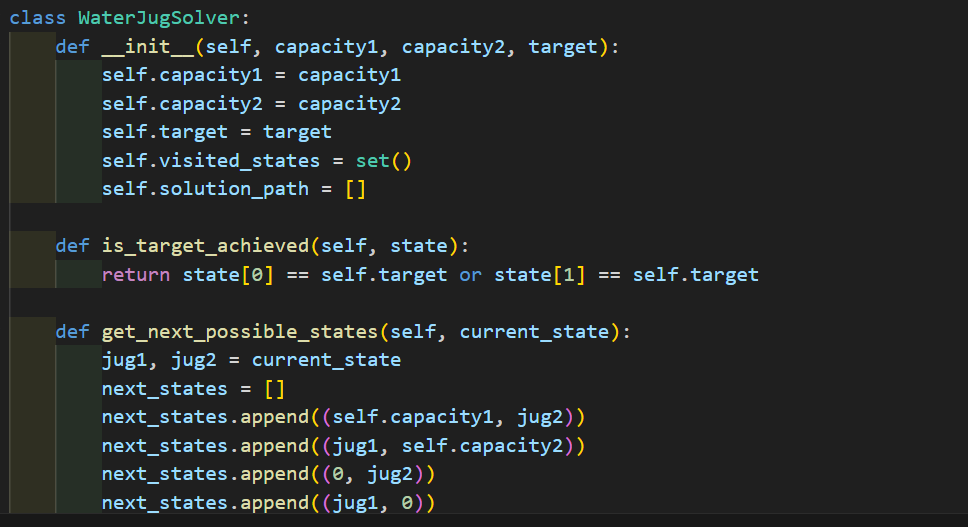 class WaterJugSolver:
    def __init__(self, capacity1, capacity2, target):
        self.capacity1 = capacity1
        self.capacity2 = capacity2
        self.target = target
        self.visited_states = set()
        self.solution_path = []
    def is_target_achieved(self, state):
        return state[0] == self.target or state[1] == self.target
    def get_next_possible_states(self, current_state):
        jug1, jug2 = current_state
        next_states = []
        next_states.append((self.capacity1, jug2))
        next_states.append((jug1, self.capacity2))
        next_states.append((0, jug2))
        next_states.append((jug1, 0))